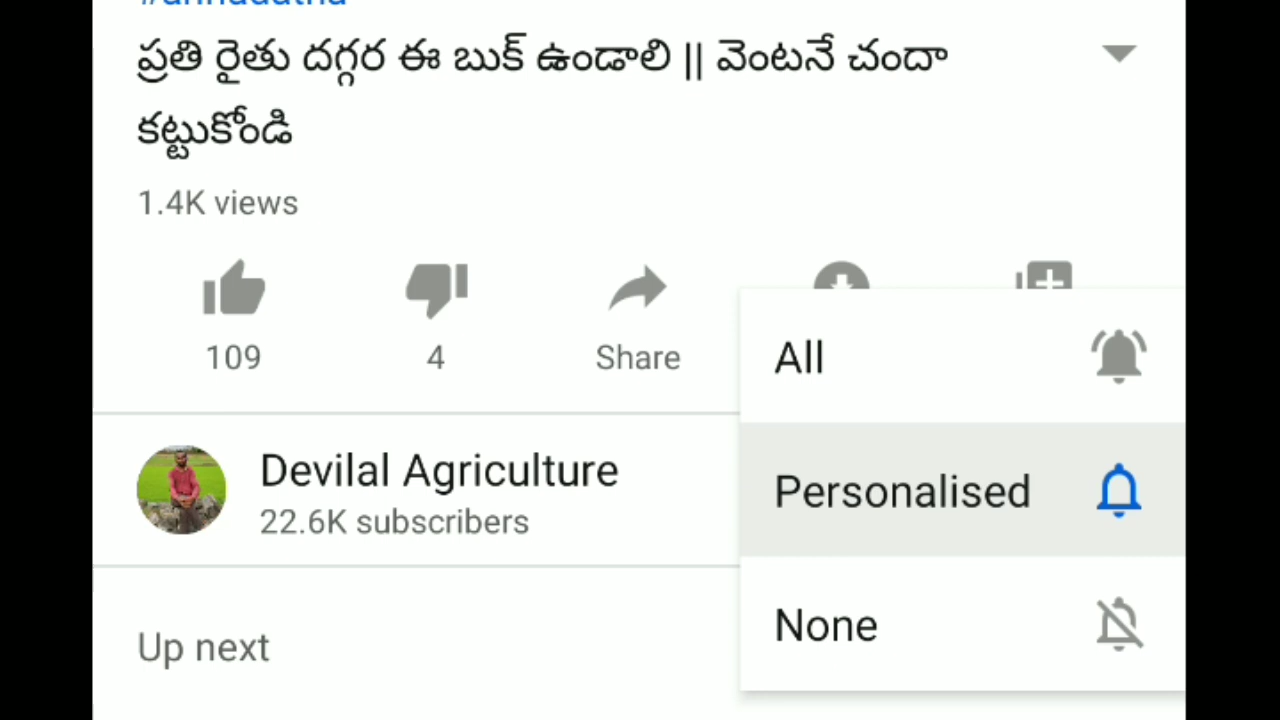 ప్రతి రైతు దగ్గర ఈ బుక్ ఉండాలి || వెంటనే చందా
కట్టుకోండి
1.4K views
109
4
Share
All
Devilal Agriculture
22.6K subscribers
Personalised
None
Up next